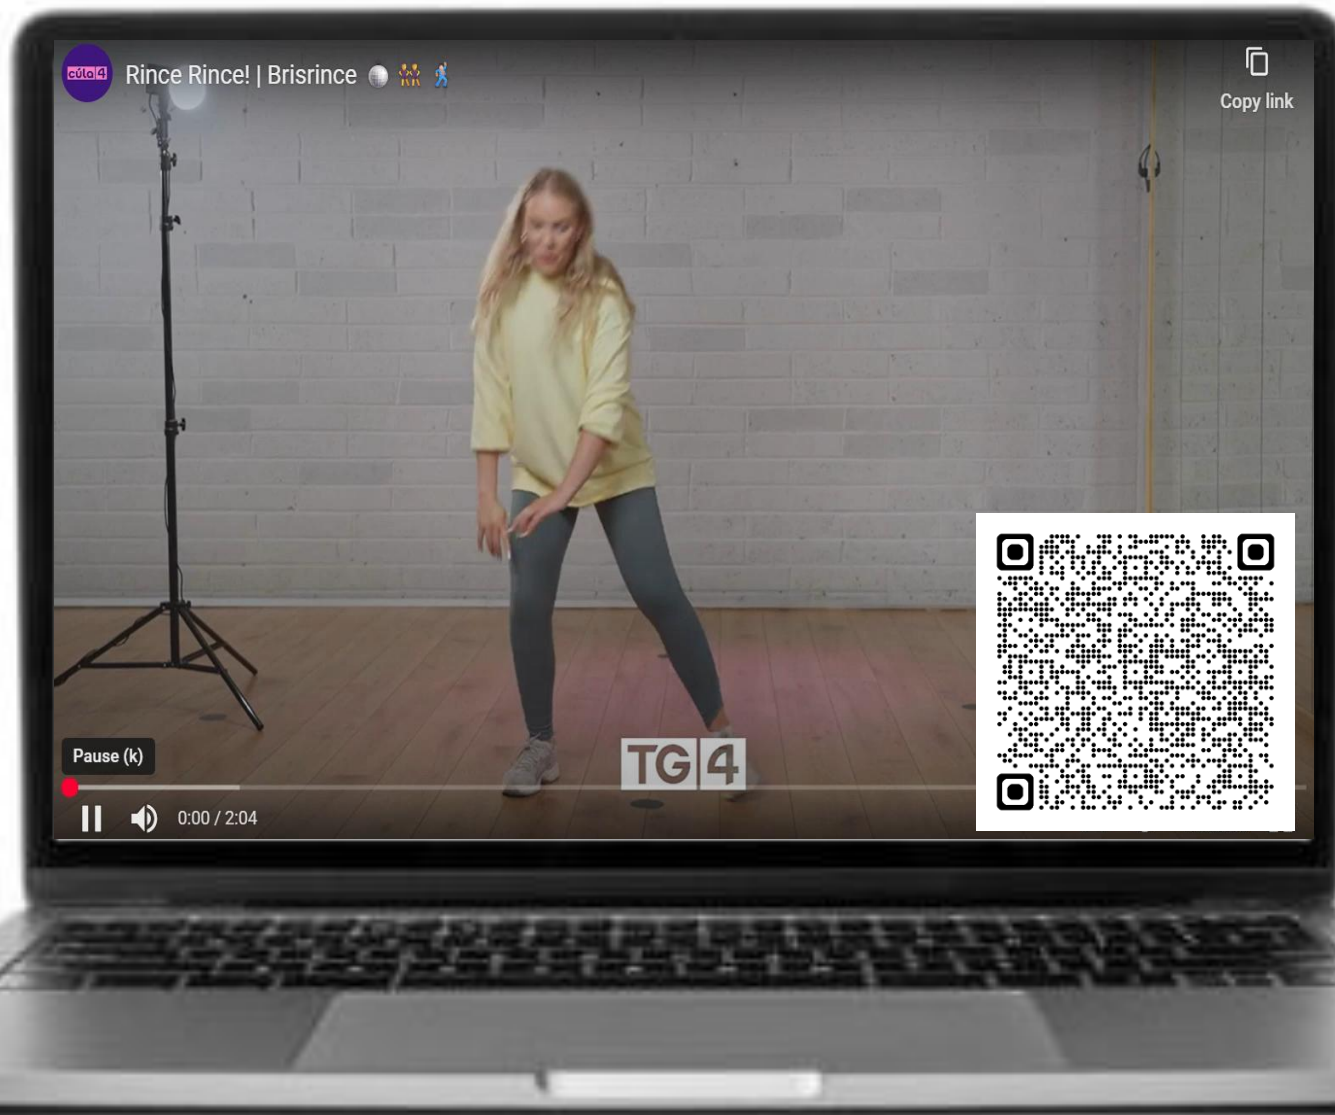 cúla4
Rince Rince! | Brisrince 🪩 👯 🕺
Copy link
TG4
Pause (k)
0:00 / 2:04